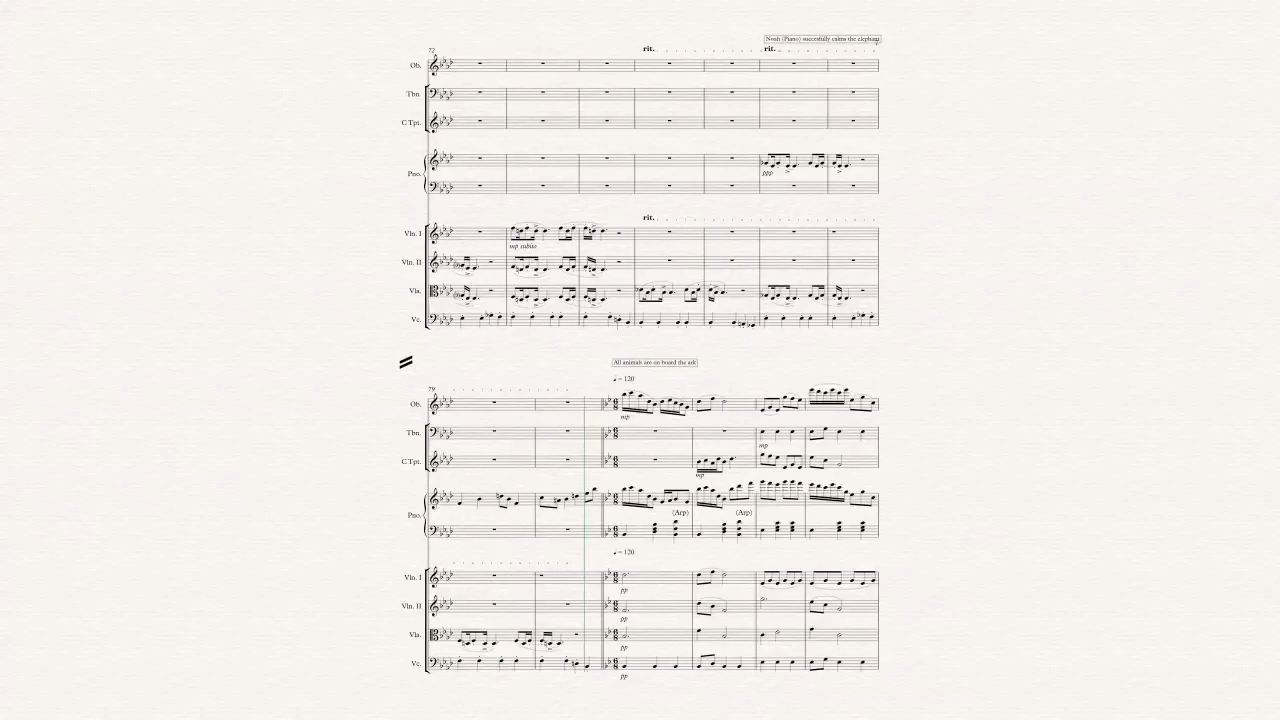 Noah (Piano) succesfully calms the elephant
72
rit.
rit.
Ob.
Tbn.
C Tpt.
Pno.
ppp
rit.
Vln. I
mp subito
Vln. II
Vla.
Vc.
All animals are on board the ark
79
♩ = 120
Ob.
mp
Tbn.
mp
C Tpt.
mp
Pno.
(Arp) (Arp)
♩ = 120
Vln. I
pp
Vln. II
pp
Vla.
pp
Vc.
pp